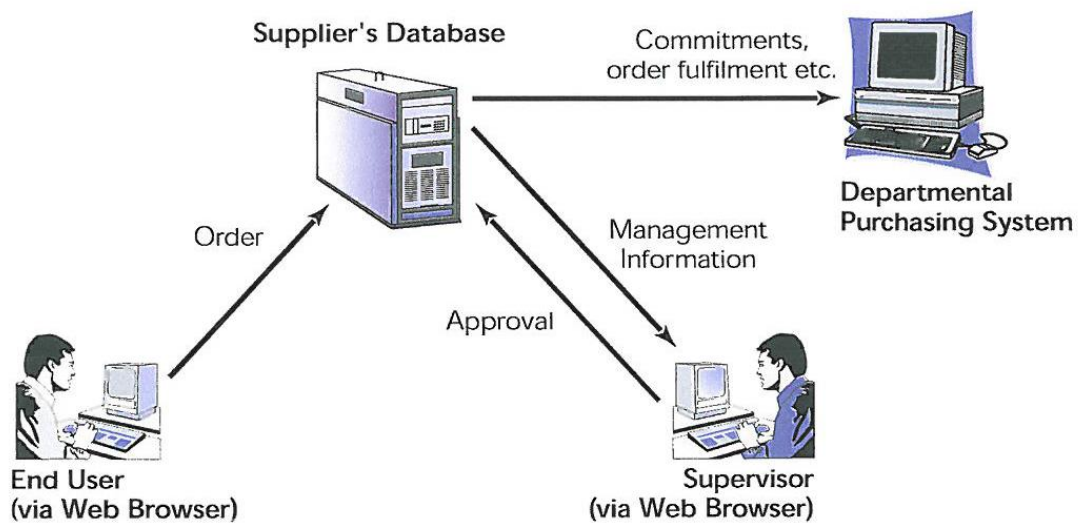 Supplier's Database
Commitments,
order fulfilment etc.
Departmental
Purchasing System
Order
Management
Information
Approval
End User
(via Web Browser)
Supervisor
(via Web Browser)